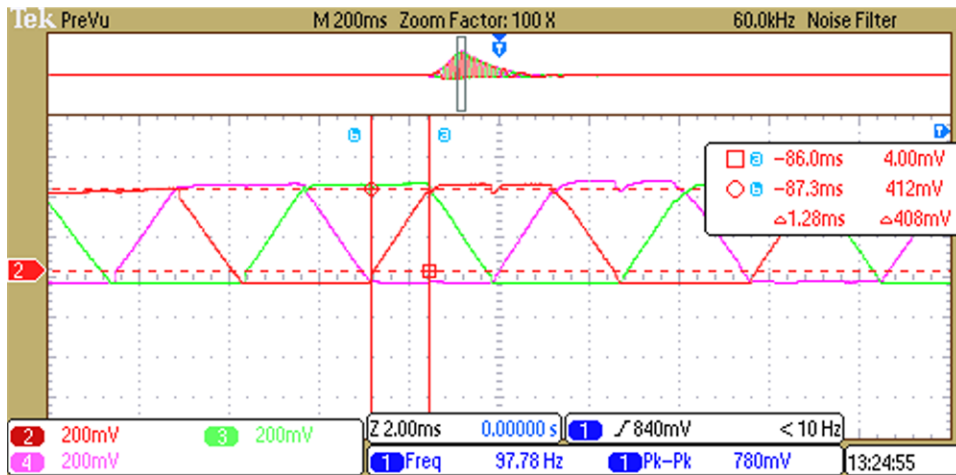 Tek PreVu M 200ms Zoom Factor: 100 X 60.0kHz Noise Filter
T
b a T
a -86.0ms 4.00mV
b -87.3ms 412mV
△1.28ms △408mV
2
2 200mV 3 200mV Z 2.00ms 0.00000 s 1 ∫ 840mV < 10 Hz
4 200mV 1 Freq 97.78 Hz 1 Pk-Pk 780mV 13:24:55